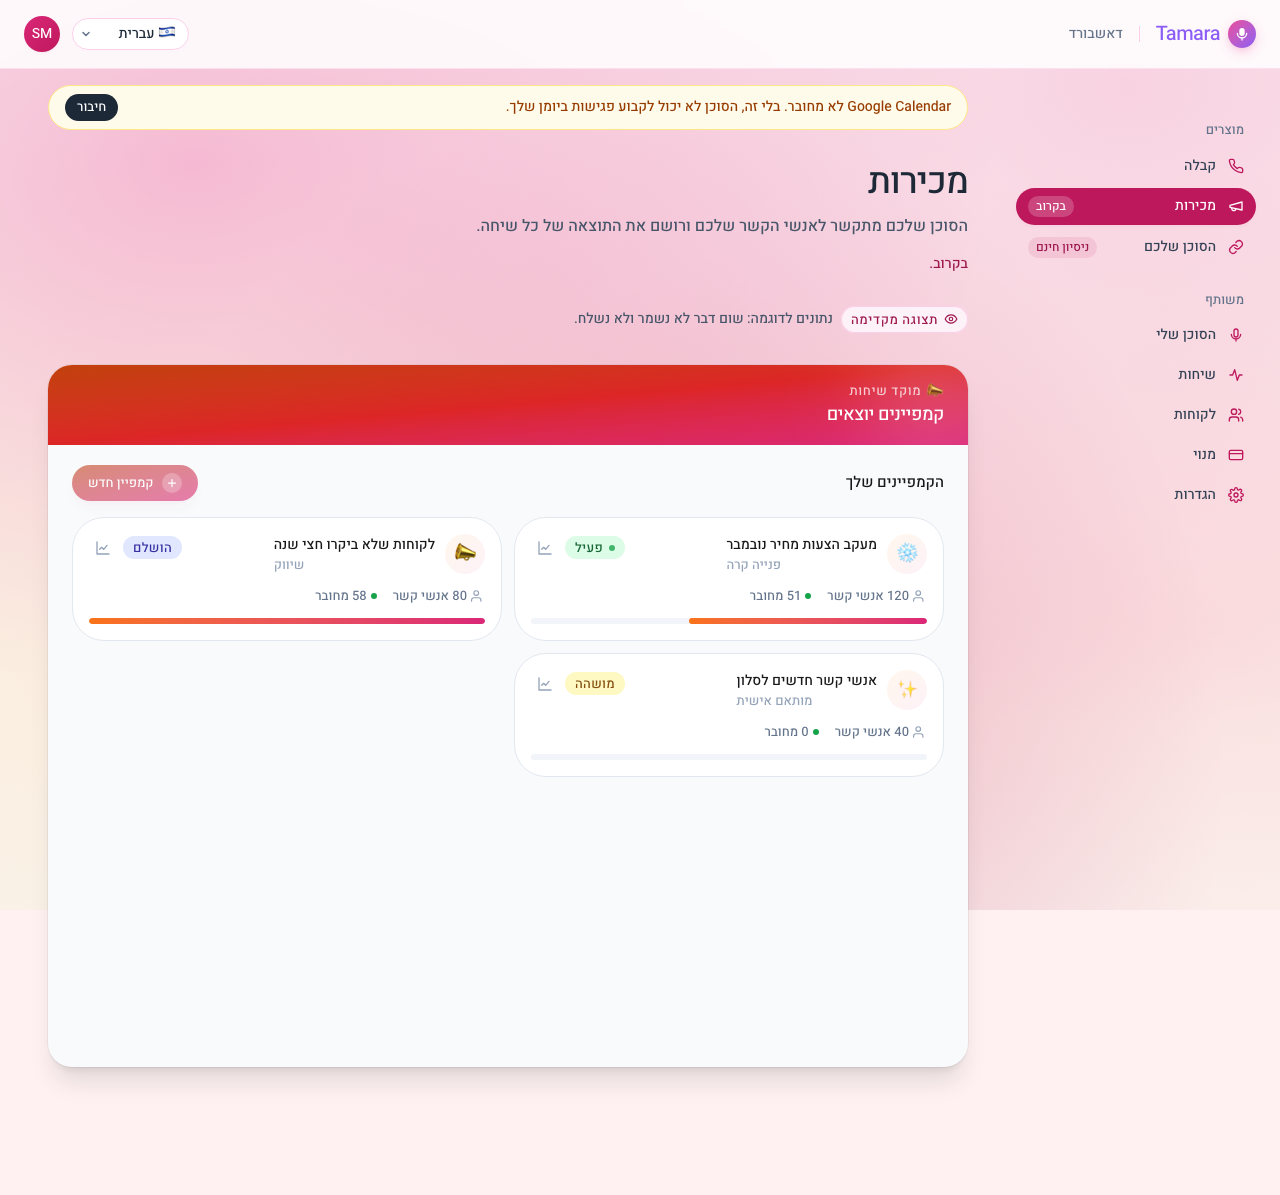 Tamara
דאשבורד
עברית
SM
Google Calendar לא מחובר. בלי זה, הסוכן לא יכול לקבוע פגישות ביומן שלך.
חיבור
מוצרים
קבלה
מכירות
בקרוב
הסוכן שלכם
ניסיון חינם
משותף
הסוכן שלי
שיחות
לקוחות
מנוי
הגדרות
מכירות
הסוכן שלכם מתקשר לאנשי הקשר שלכם ורושם את התוצאה של כל שיחה.
בקרוב.
תצוגה מקדימה
נתונים לדוגמה: שום דבר לא נשמר ולא נשלח.
מוקד שיחות
קמפיינים יוצאים
הקמפיינים שלך
קמפיין חדש
מעקב הצעות מחיר נובמבר
פנייה קרה
פעיל
120 אנשי קשר
51 מחובר
לקוחות שלא ביקרו חצי שנה
שיווק
הושלם
80 אנשי קשר
58 מחובר
אנשי קשר חדשים לסלון
מותאם אישית
מושהה
40 אנשי קשר
0 מחובר